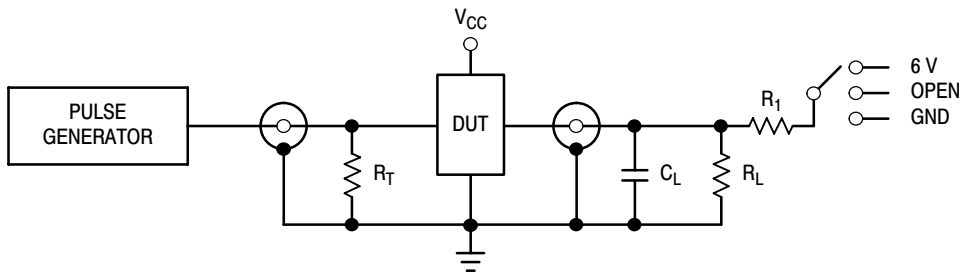 V_CC
6 V
OPEN
GND
R_1
PULSE
GENERATOR
DUT
R_T
C_L
R_L